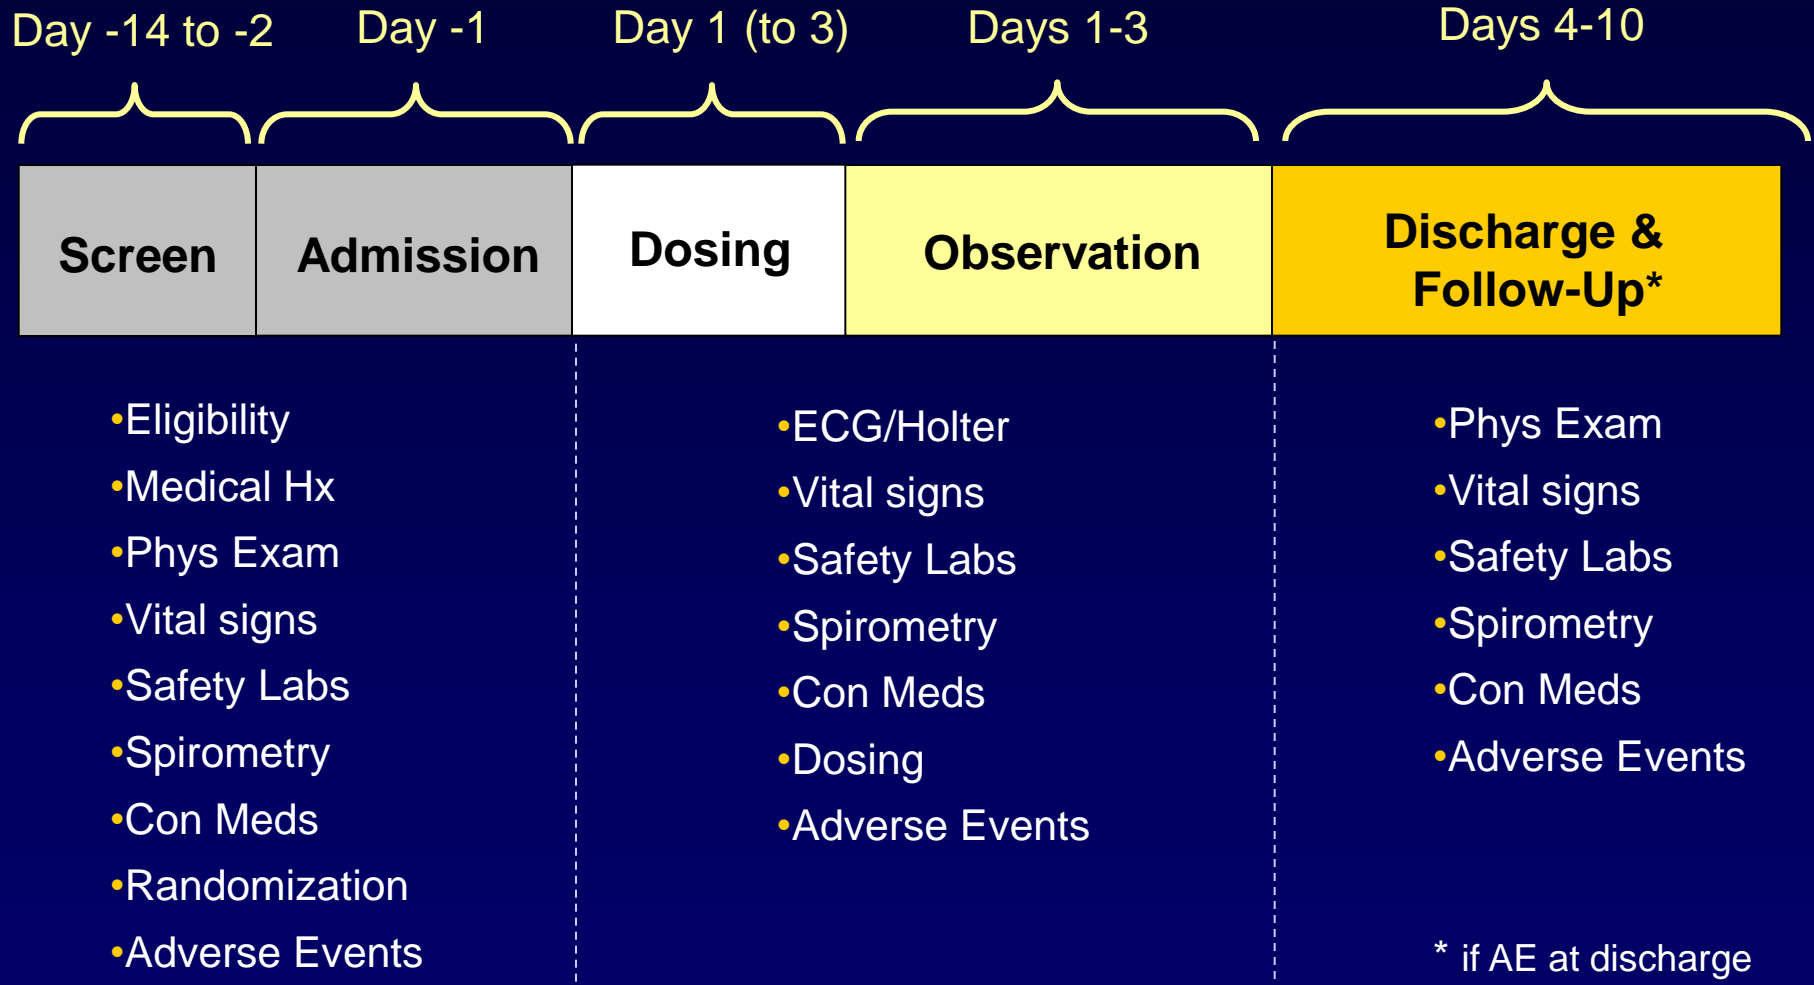 Day -14 to -2
Day -1
Day 1 (to 3)
Days 1-3
Days 4-10
Screen
Admission
Dosing
Observation
Discharge &
Follow-Up*
•Eligibility
•Medical Hx
•Phys Exam
•Vital signs
•Safety Labs
•Spirometry
•Con Meds
•Randomization
•Adverse Events
•ECG/Holter
•Vital signs
•Safety Labs
•Spirometry
•Con Meds
•Dosing
•Adverse Events
•Phys Exam
•Vital signs
•Safety Labs
•Spirometry
•Con Meds
•Adverse Events
* if AE at discharge